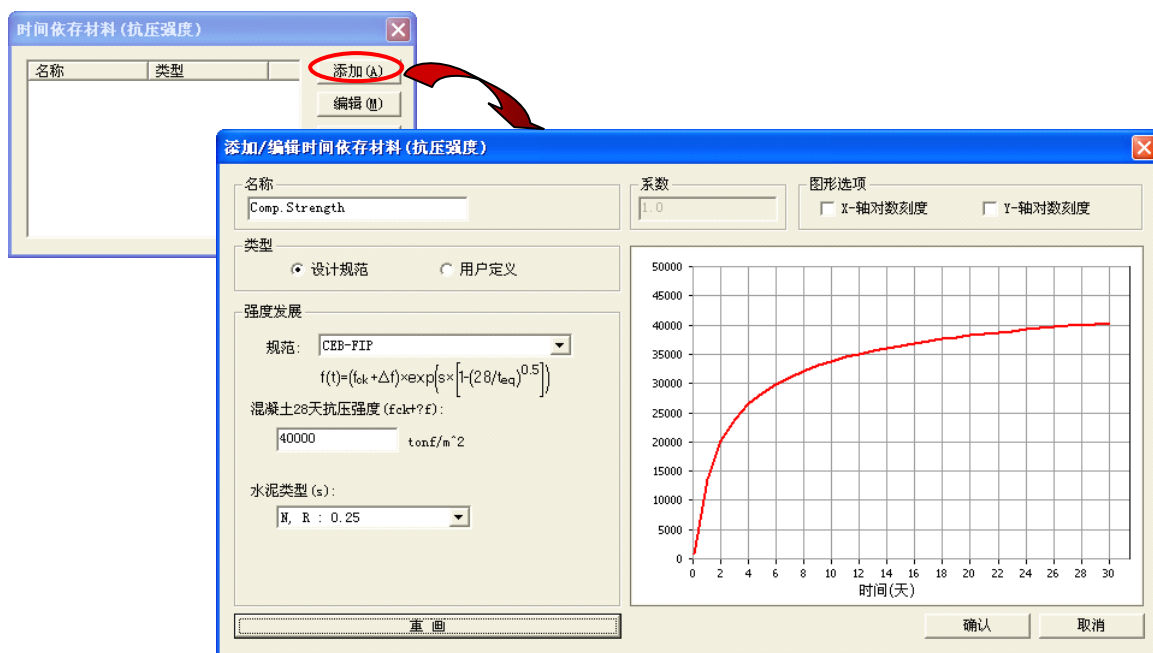 时间依存材料(抗压强度)
名称 类型
添加(A)
编辑(M)
添加/编辑时间依存材料(抗压强度)
名称
Comp.Strength
系数
1.0
图形选项
X-轴对数刻度 Y-轴对数刻度
类型
设计规范 用户定义
强度发展
规范: CEB-FIP
f(t)=(fck+Δf)×exp{s×[1-(28/teq)^0.5]}
混凝土28天抗压强度(fck+?f):
40000 tonf/m^2
水泥类型(s):
N, R : 0.25
重 画
50000
45000
40000
35000
30000
25000
20000
15000
10000
5000
0
0 2 4 6 8 10 12 14 16 18 20 22 24 26 28 30
时间(天)
确认 取消